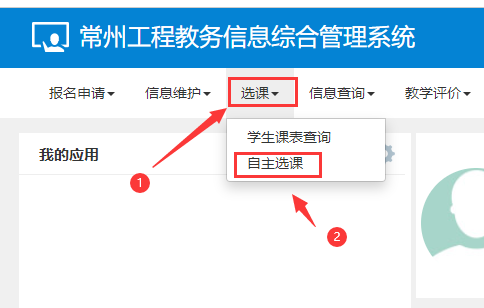 常州工程教务信息综合管理系统
报名申请 信息维护 选课 信息查询 教学评价
学生课表查询
我的应用
自主选课
1
2